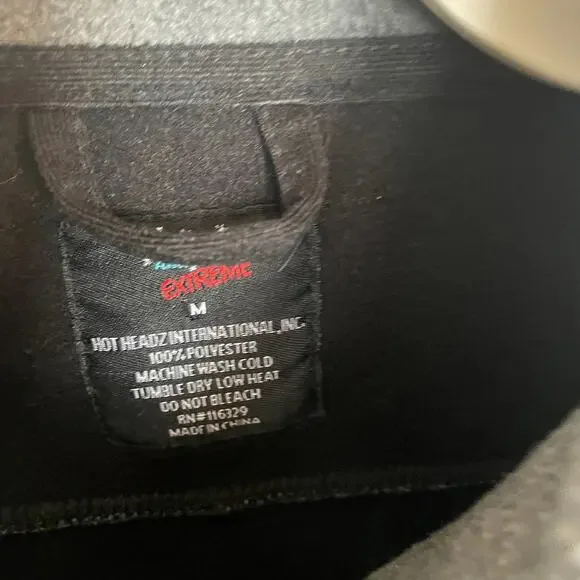 EXTREME
M
HOT HEADZ INTERNATIONAL, INC.
100% POLYESTER
MACHINE WASH COLD
TUMBLE DRY LOW HEAT
DO NOT BLEACH
RN#116329
MADE IN CHINA